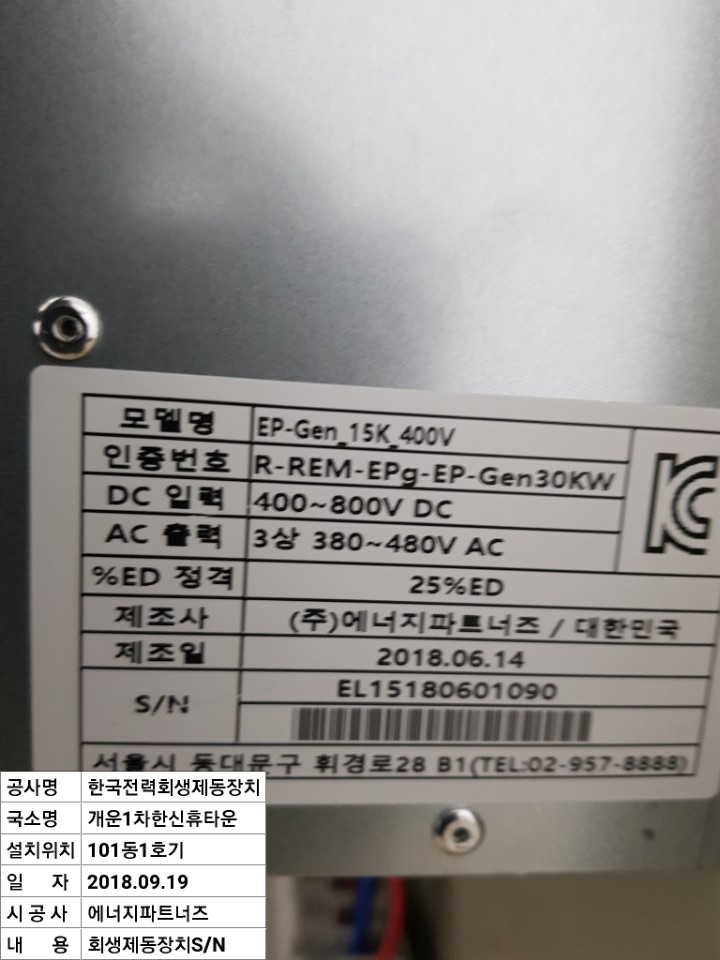 모델명 EP-Gen_15K_400V
인증번호 R-REM-EPg-EP-Gen30KW
DC 입력 400~800V DC
AC 출력 3상 380~480V AC
%ED 정격 25%ED
제조사 (주)에너지파트너즈 / 대한민국
제조일 2018.06.14
S/N EL15180601090
서울시 동대문구 휘경로28 B1(TEL:02-957-8888)
공사명 한국전력회생제동장치
국소명 개운1차한신휴타운
설치위치 101동1호기
일 자 2018.09.19
시 공 사 에너지파트너즈
내 용 회생제동장치S/N